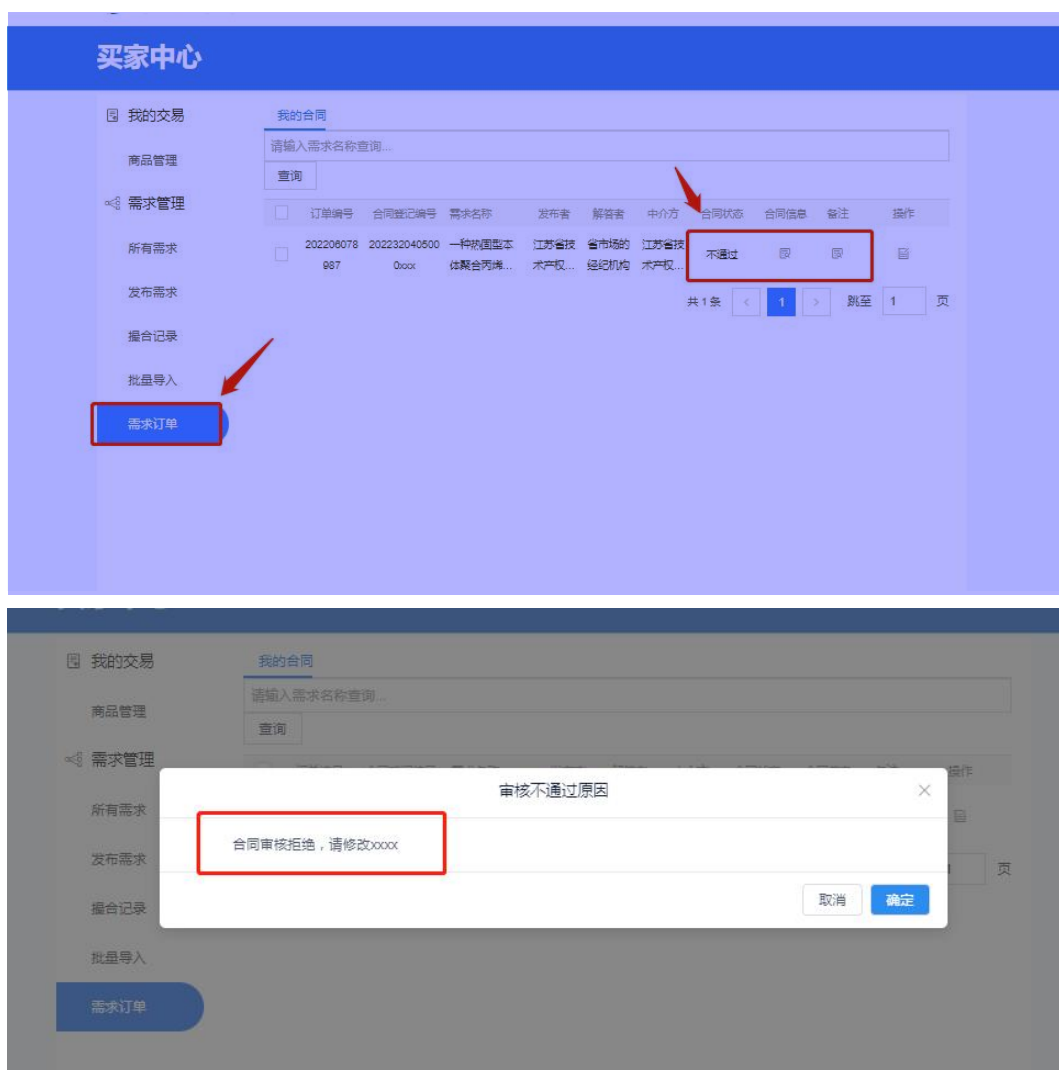 买家中心
我的交易
商品管理
需求管理
所有需求
发布需求
撮合记录
批量导入
需求订单
我的合同
请输入需求名称查询...
查询
订单编号 合同登记编号 需求名称 发布者 解答者 中介方 合同状态 合同信息 备注 操作
202206078 202232040500 一种热固型本 江苏省技 省市场的 江苏省技 不通过
987 0xxx 体聚合丙烯... 术产权... 经纪机构 术产权...
共 1 条 < 1 > 跳至 1 页
我的交易
商品管理
需求管理
所有需求
发布需求
撮合记录
批量导入
需求订单
我的合同
请输入需求名称查询...
查询
操作
审核不通过原因
合同审核拒绝，请修改xxxx
取消 确定
页